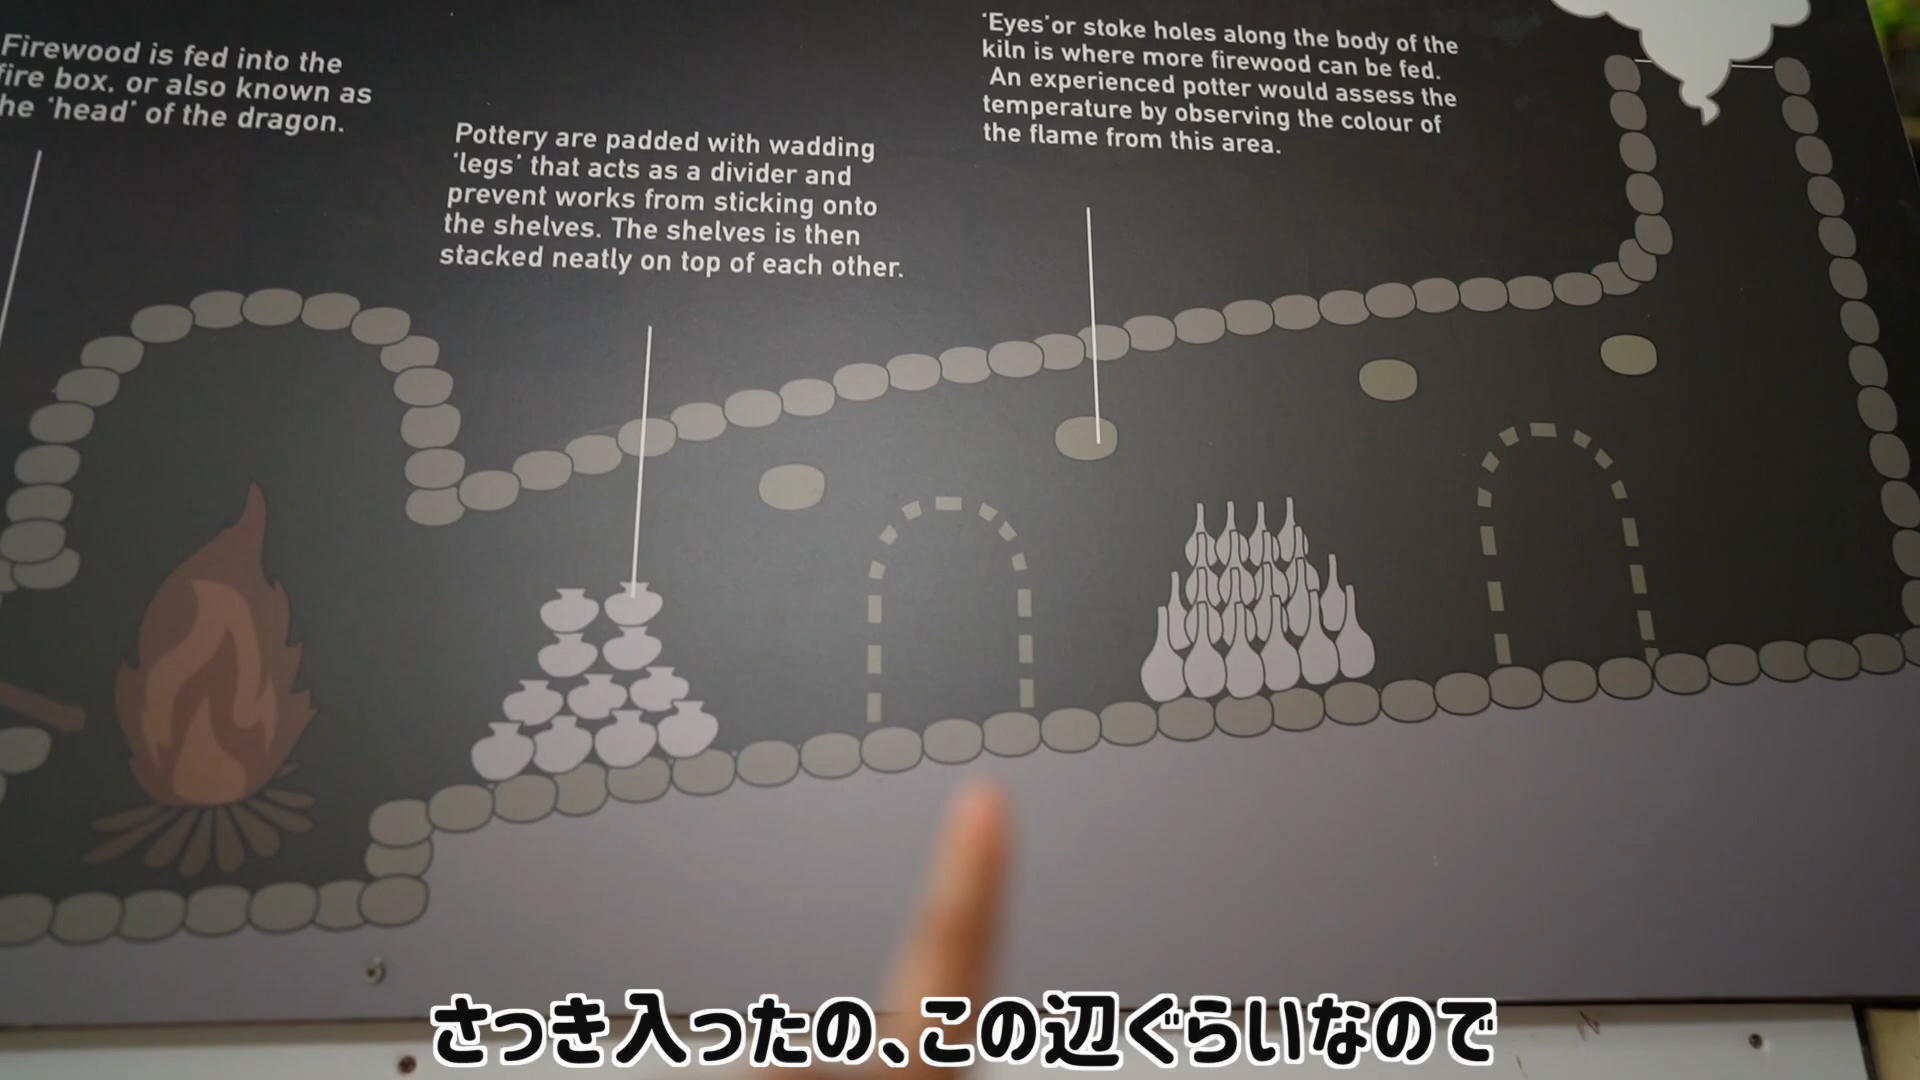 Firewood is fed into the
fire box. or also known as
he 'head' of the dragon.
Pottery are padded with wadding
'legs' that acts as a divider and
prevent works from sticking onto
the shelves. The shelves is then
stacked neatly on top of each other.
'Eyes'or stoke holes along the body of the
kiln is where more firewood can be fed.
An experienced potter would assess the
temperature by observing the colour of
the flame from this area.
さっき入ったの、この辺ぐらいなので